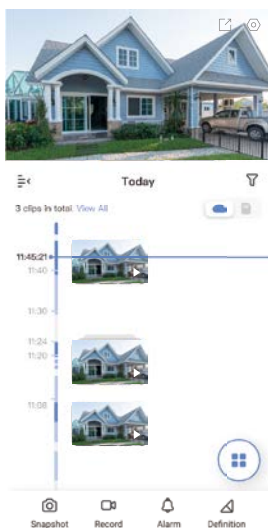 Today
3 clips in total. View All
11:45:21
11:40
11:30
11:24
11:20
11:08
Snapshot Record Alarm Definition